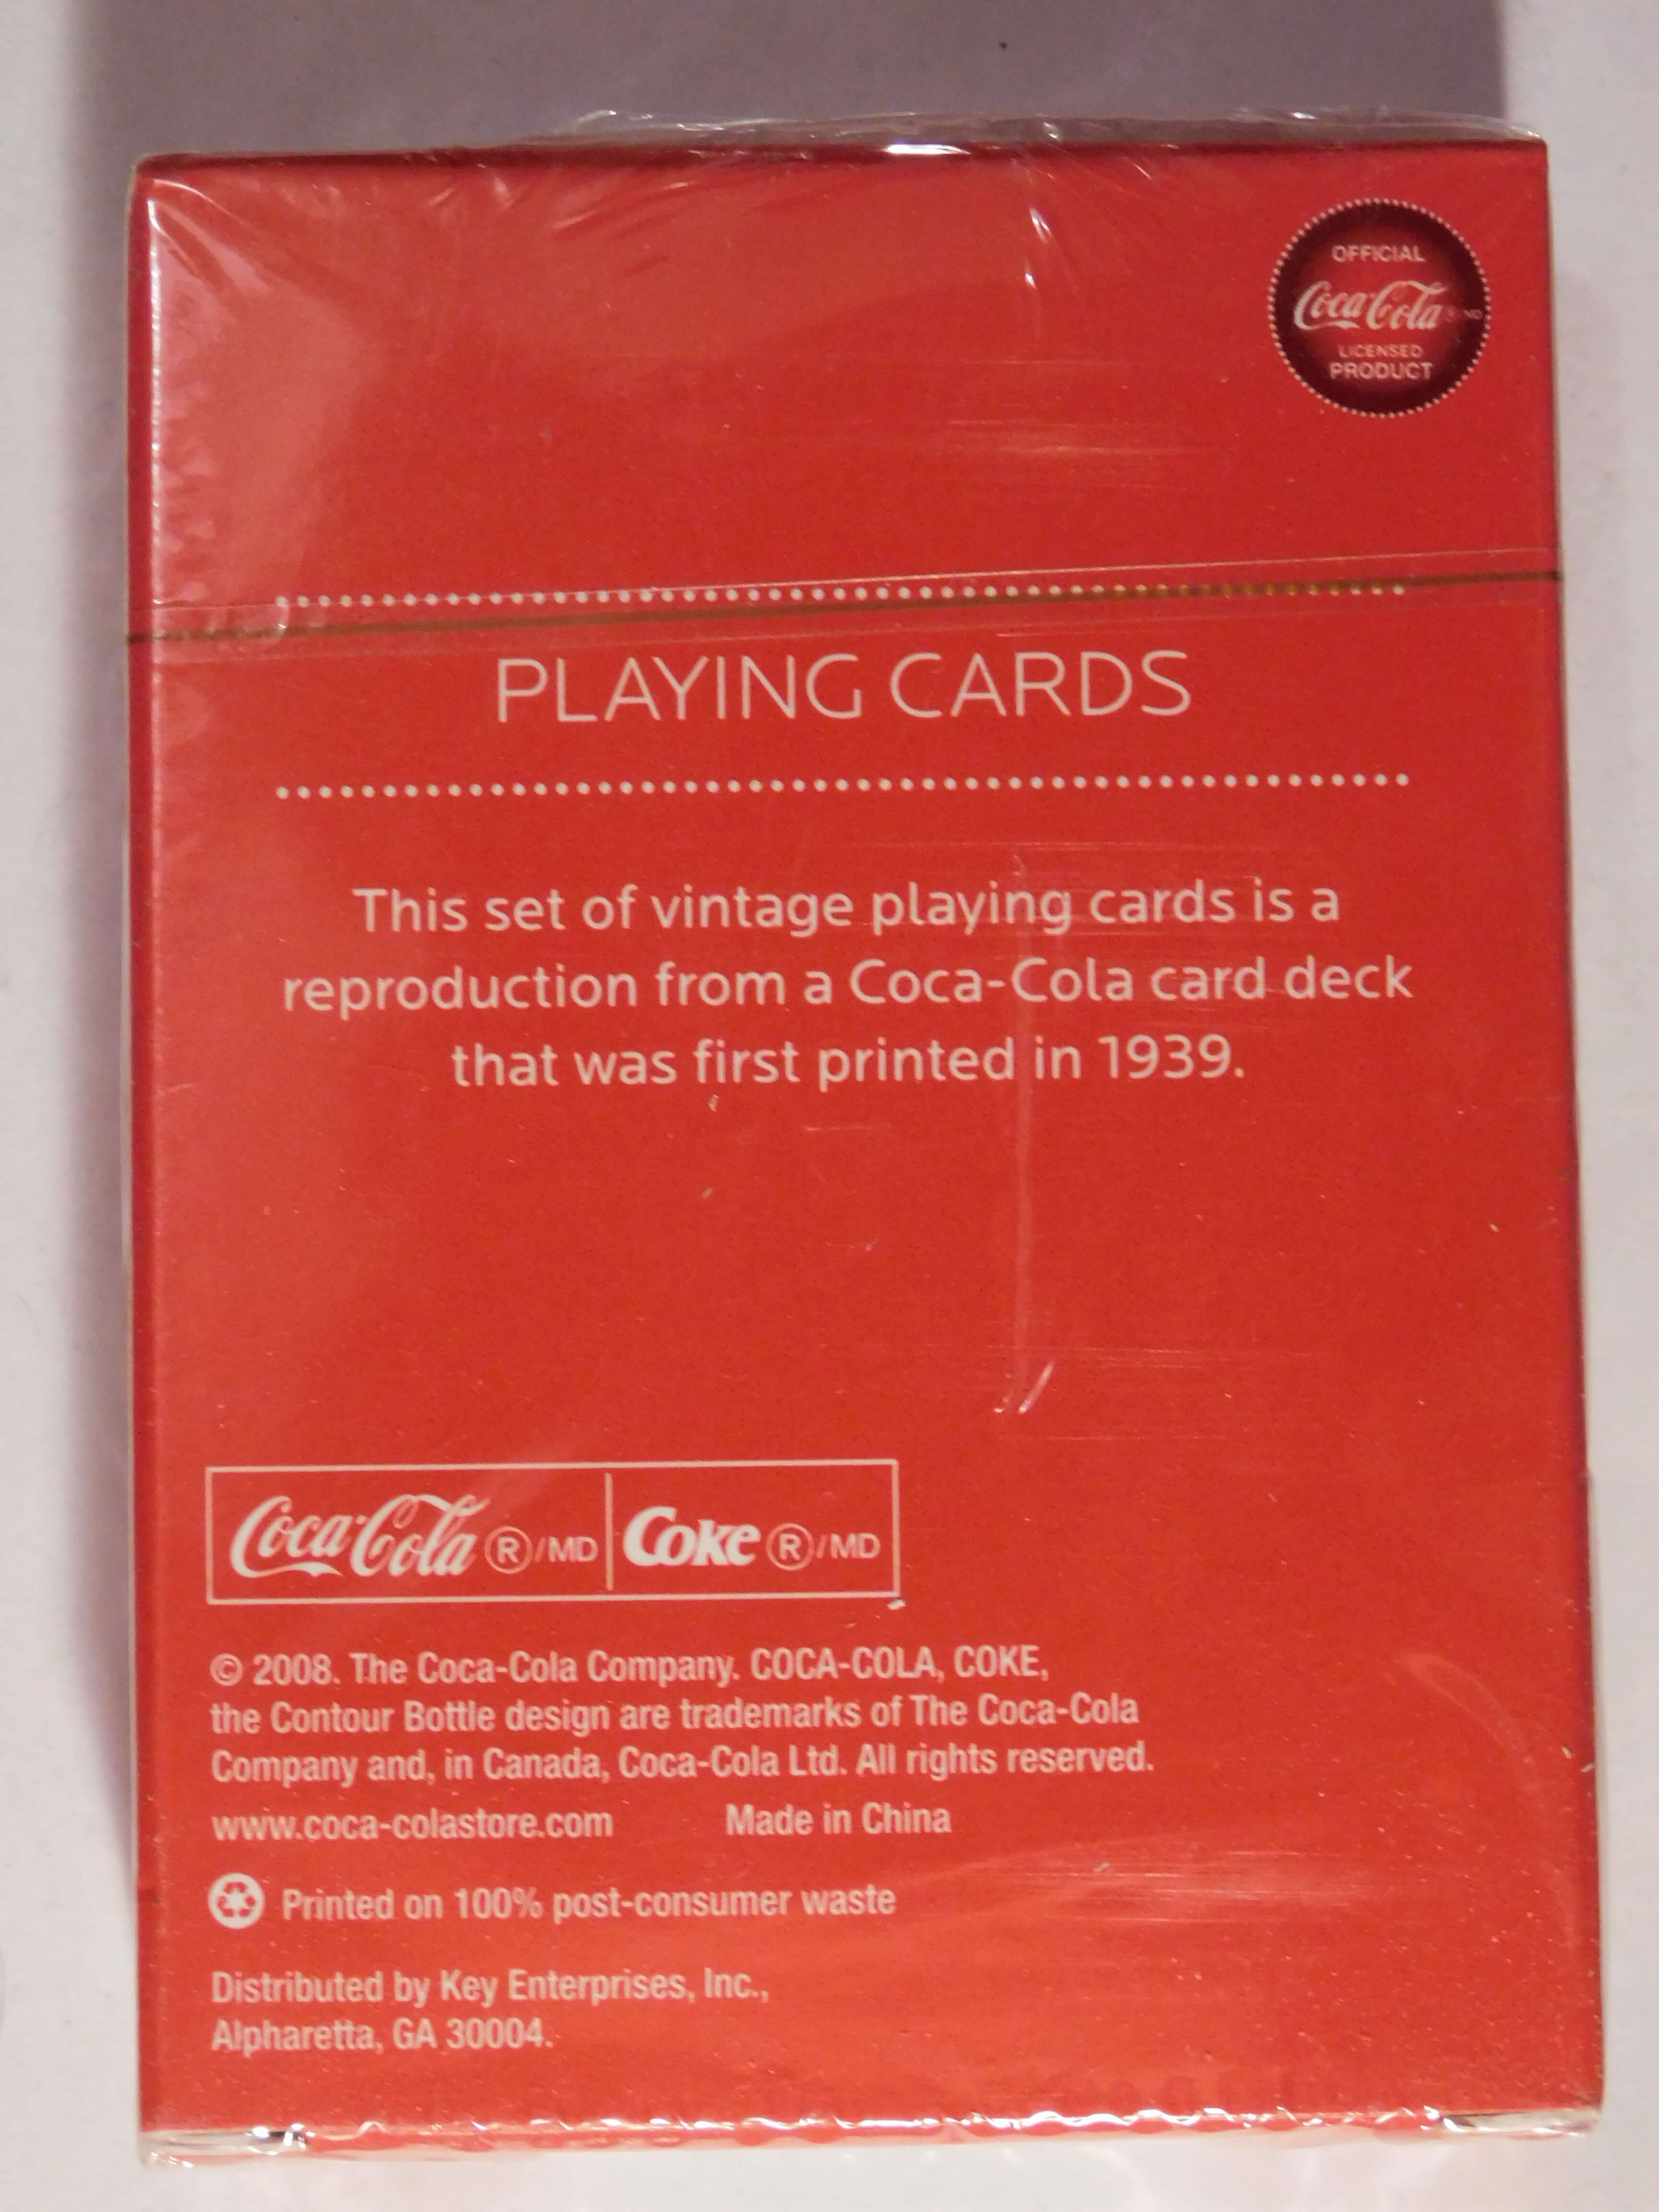 OFFICIAL
Coca-Cola ® MD
LICENSED
PRODUCT
PLAYING CARDS
This set of vintage playing cards is a
reproduction from a Coca-Cola card deck
that was first printed in 1939.
Coca-Cola ®/MD Coke ®/MD
© 2008. The Coca-Cola Company. COCA-COLA, COKE,
the Contour Bottle design are trademarks of The Coca-Cola
Company and, in Canada, Coca-Cola Ltd. All rights reserved.
www.coca-colastore.com Made in China
Printed on 100% post-consumer waste
Distributed by Key Enterprises, Inc.,
Alpharetta, GA 30004.